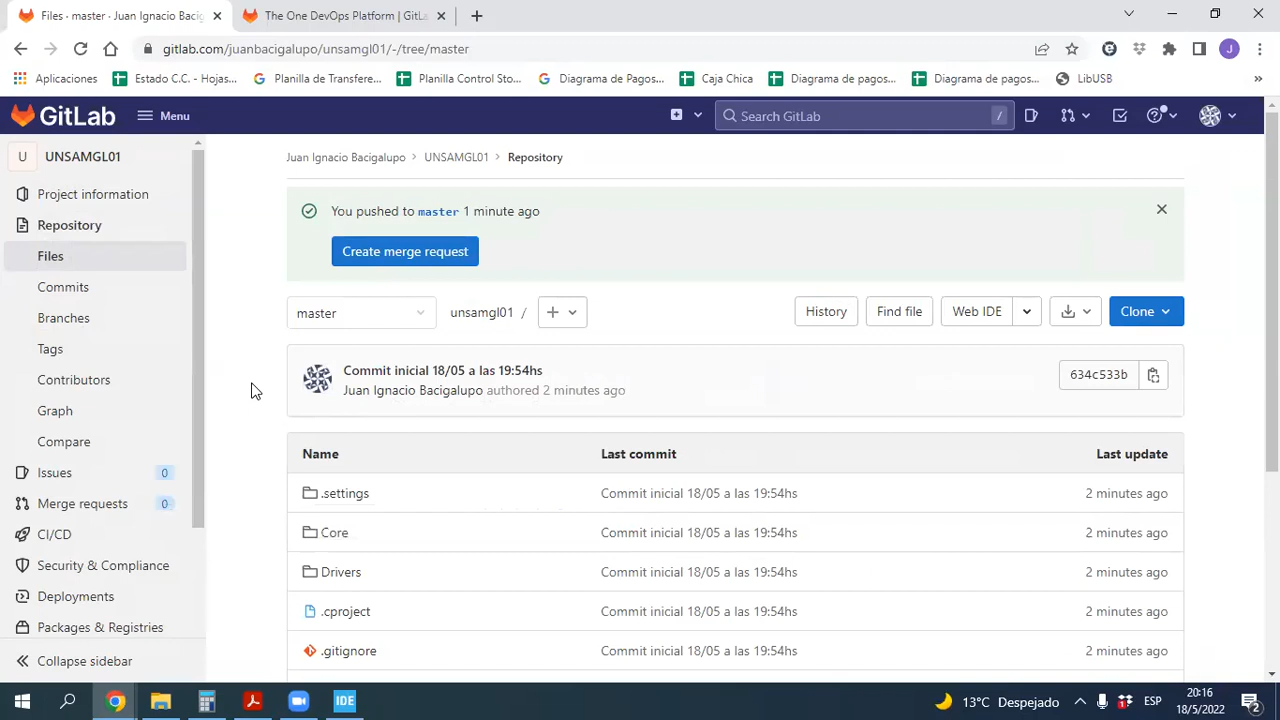 Files · master · Juan Ignacio Bacig
The One DevOps Platform | GitLa
gitlab.com/juanbacigalupo/unsamgl01/-/tree/master
J
Aplicaciones
Estado C.C. - Hojas...
Planilla de Transfere...
Planilla Control Sto...
Diagrama de Pagos...
Caja Chica
Diagrama de pagos...
Diagrama de pagos...
LibUSB
»
GitLab
Menu
Search GitLab
/
U
UNSAMGL01
Project information
Repository
Files
Commits
Branches
Tags
Contributors
Graph
Compare
Issues 0
Merge requests 0
CI/CD
Security & Compliance
Deployments
Packages & Registries
Collapse sidebar
Juan Ignacio Bacigalupo > UNSAMGL01 > Repository
You pushed to master 1 minute ago
Create merge request
master
unsamgl01 /
History
Find file
Web IDE
Clone
Commit inicial 18/05 a las 19:54hs
Juan Ignacio Bacigalupo authored 2 minutes ago
634c533b
Name Last commit Last update
.settings Commit inicial 18/05 a las 19:54hs 2 minutes ago
Core Commit inicial 18/05 a las 19:54hs 2 minutes ago
Drivers Commit inicial 18/05 a las 19:54hs 2 minutes ago
.cproject Commit inicial 18/05 a las 19:54hs 2 minutes ago
.gitignore Commit inicial 18/05 a las 19:54hs 2 minutes ago
IDE
13°C Despejado
ESP
20:16
18/5/2022
2